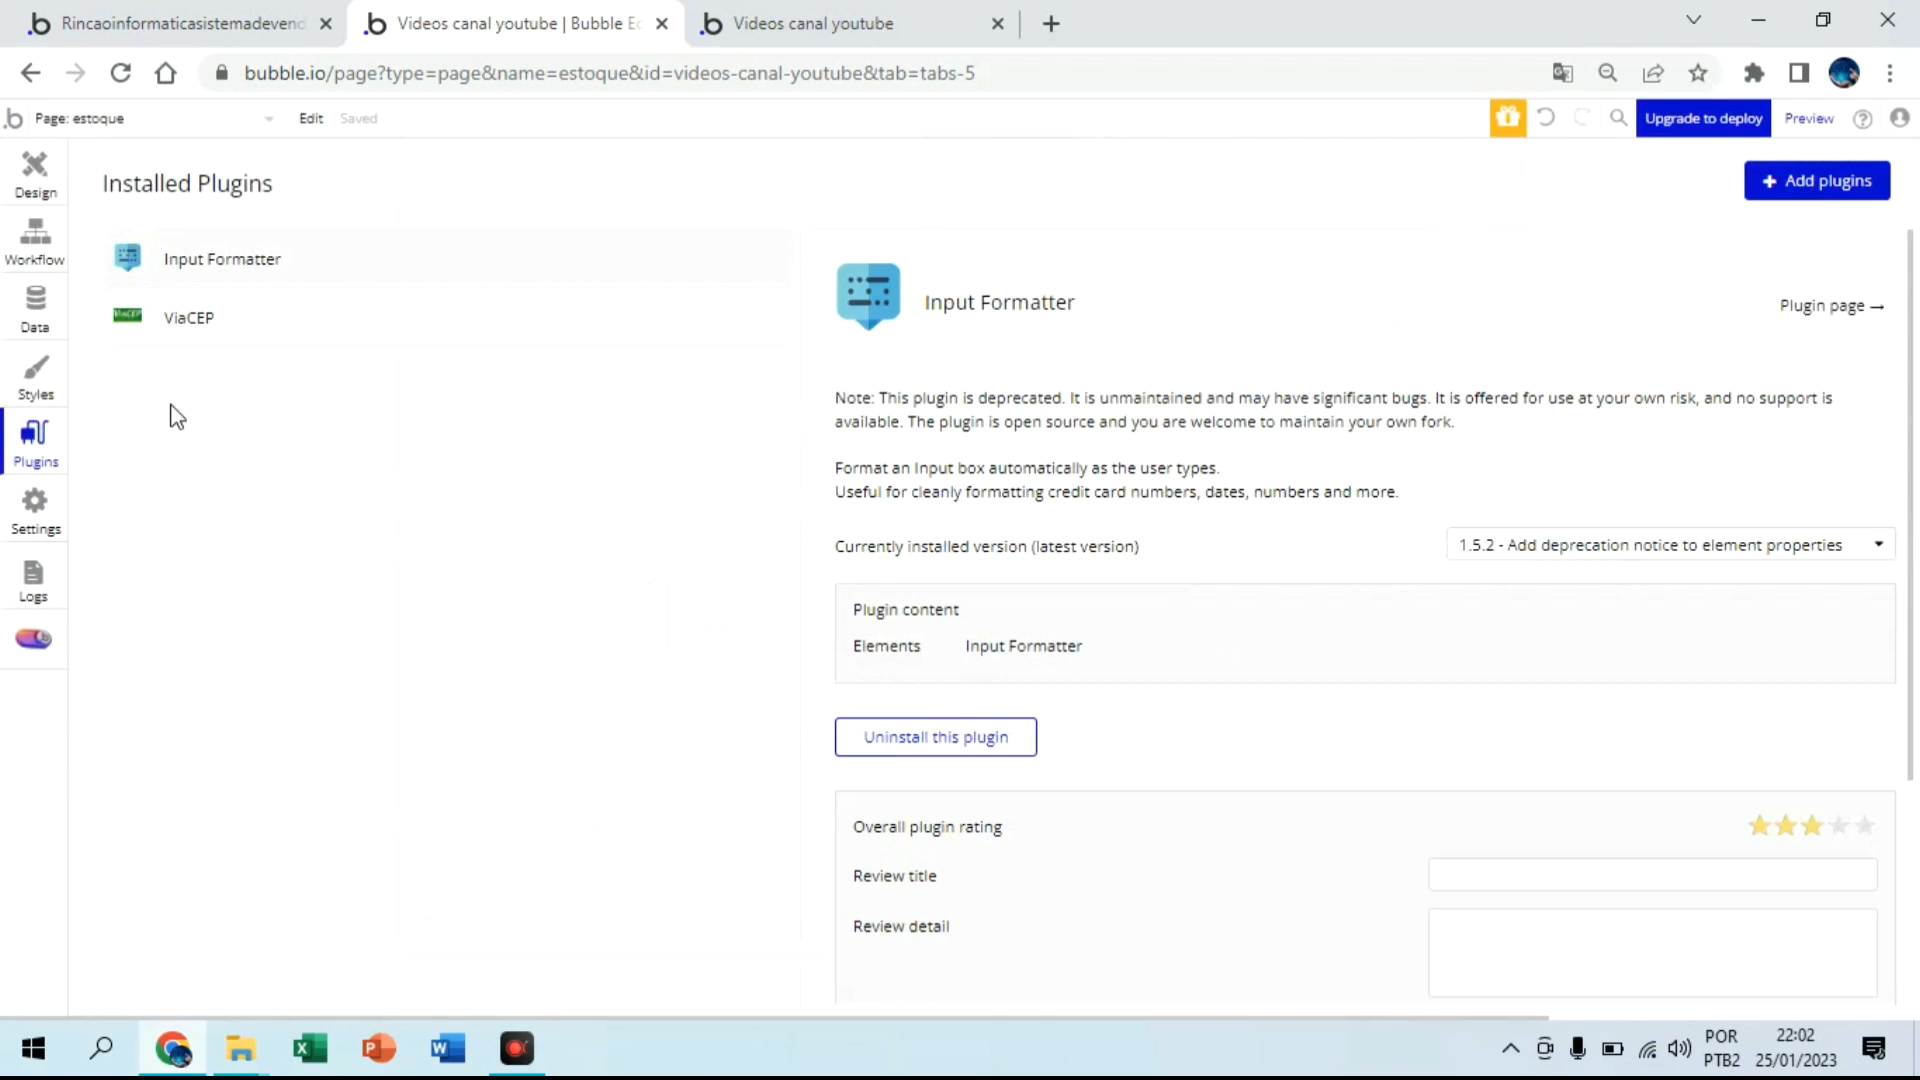 Rincaoinformaticasistemadevend
Videos canal youtube | Bubble Ed
Videos canal youtube
bubble.io/page?type=page&name=estoque&id=videos-canal-youtube&tab=tabs-5
Page: estoque
Edit
Saved
Upgrade to deploy
Preview
Design
Workflow
Data
Styles
Plugins
Settings
Logs
Installed Plugins
+ Add plugins
Input Formatter
ViaCEP
Input Formatter
Plugin page →
Note: This plugin is deprecated. It is unmaintained and may have significant bugs. It is offered for use at your own risk, and no support is
available. The plugin is open source and you are welcome to maintain your own fork.
Format an Input box automatically as the user types.
Useful for cleanly formatting credit card numbers, dates, numbers and more.
Currently installed version (latest version)
1.5.2 - Add deprecation notice to element properties
Plugin content
Elements Input Formatter
Uninstall this plugin
Overall plugin rating
Review title
Review detail
POR
PTB2
22:02
25/01/2023